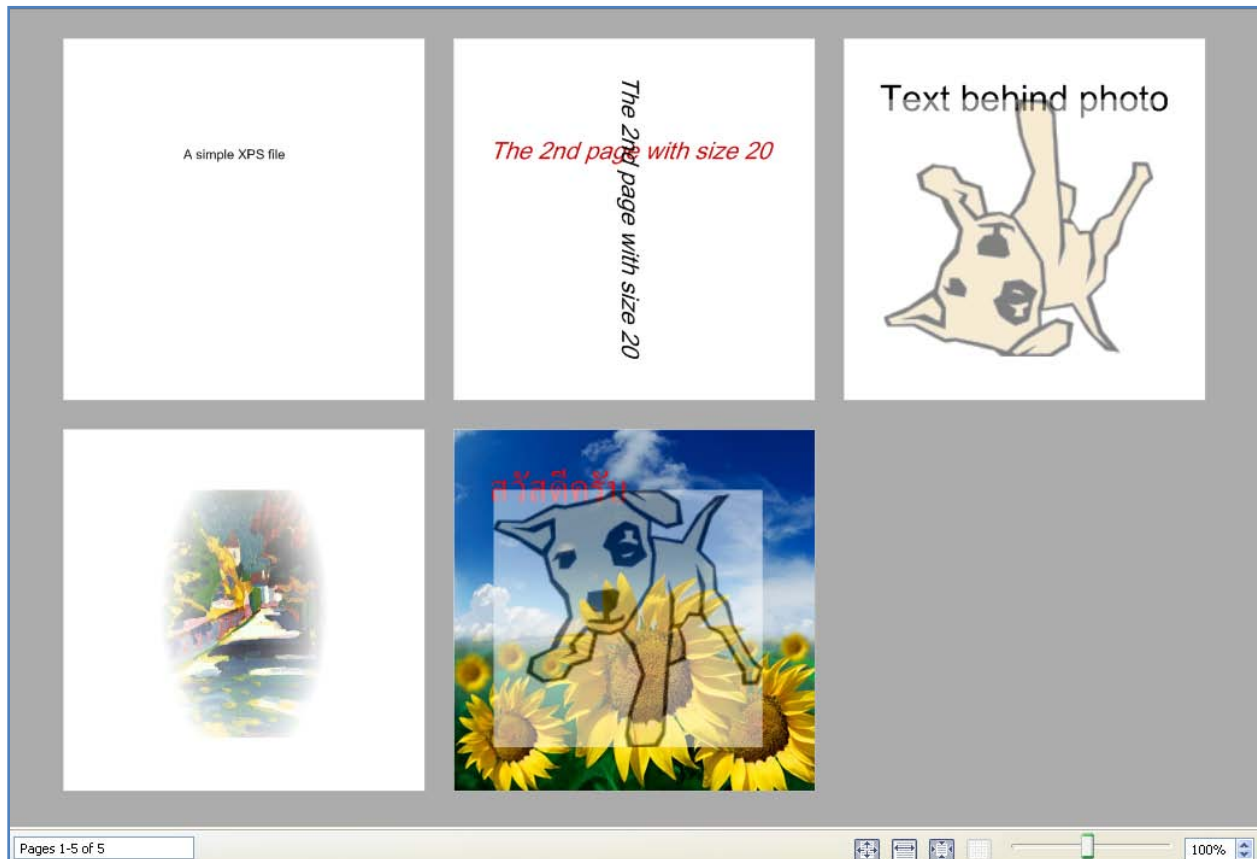 A simple XPS file
The 2nd page with size 20
The 2nd page with size 20
Text behind photo
สวัสดีครับ
Pages 1-5 of 5
100%